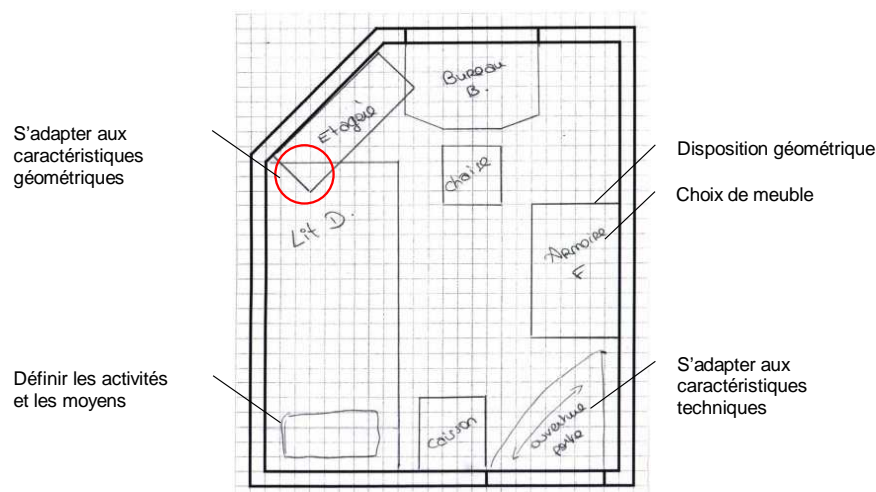 S'adapter aux
caractéristiques
géométriques
Bureau
B.
Etagère
chaise
Disposition géométrique
Choix de meuble
Lit D.
Armoire
F
Définir les activités
et les moyens
S'adapter aux
caractéristiques
techniques
caisson
ouverture
porte